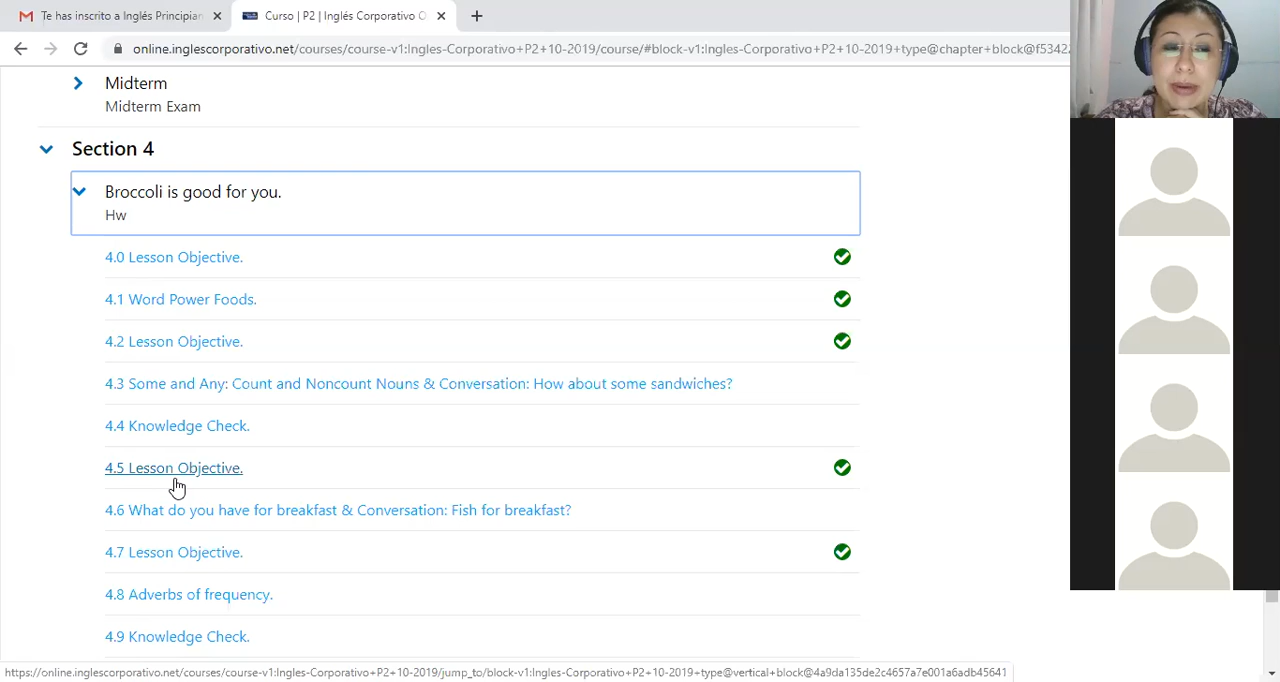 Te has inscrito a Inglés Principian
Curso | P2 | Inglés Corporativo O
online.inglescorporativo.net/courses/course-v1:Ingles-Corporativo+P2+10-2019/course/#block-v1:Ingles-Corporativo+P2+10-2019+type@chapter+block@f5342
Midterm
Midterm Exam
Section 4
Broccoli is good for you.
Hw
4.0 Lesson Objective.
4.1 Word Power Foods.
4.2 Lesson Objective.
4.3 Some and Any: Count and Noncount Nouns & Conversation: How about some sandwiches?
4.4 Knowledge Check.
4.5 Lesson Objective.
4.6 What do you have for breakfast & Conversation: Fish for breakfast?
4.7 Lesson Objective.
4.8 Adverbs of frequency.
4.9 Knowledge Check.
https://online.inglescorporativo.net/courses/course-v1:Ingles-Corporativo+P2+10-2019/jump_to/block-v1:Ingles-Corporativo+P2+10-2019+type@vertical+block@4a9da135de2c4657a7e001a6adb45641